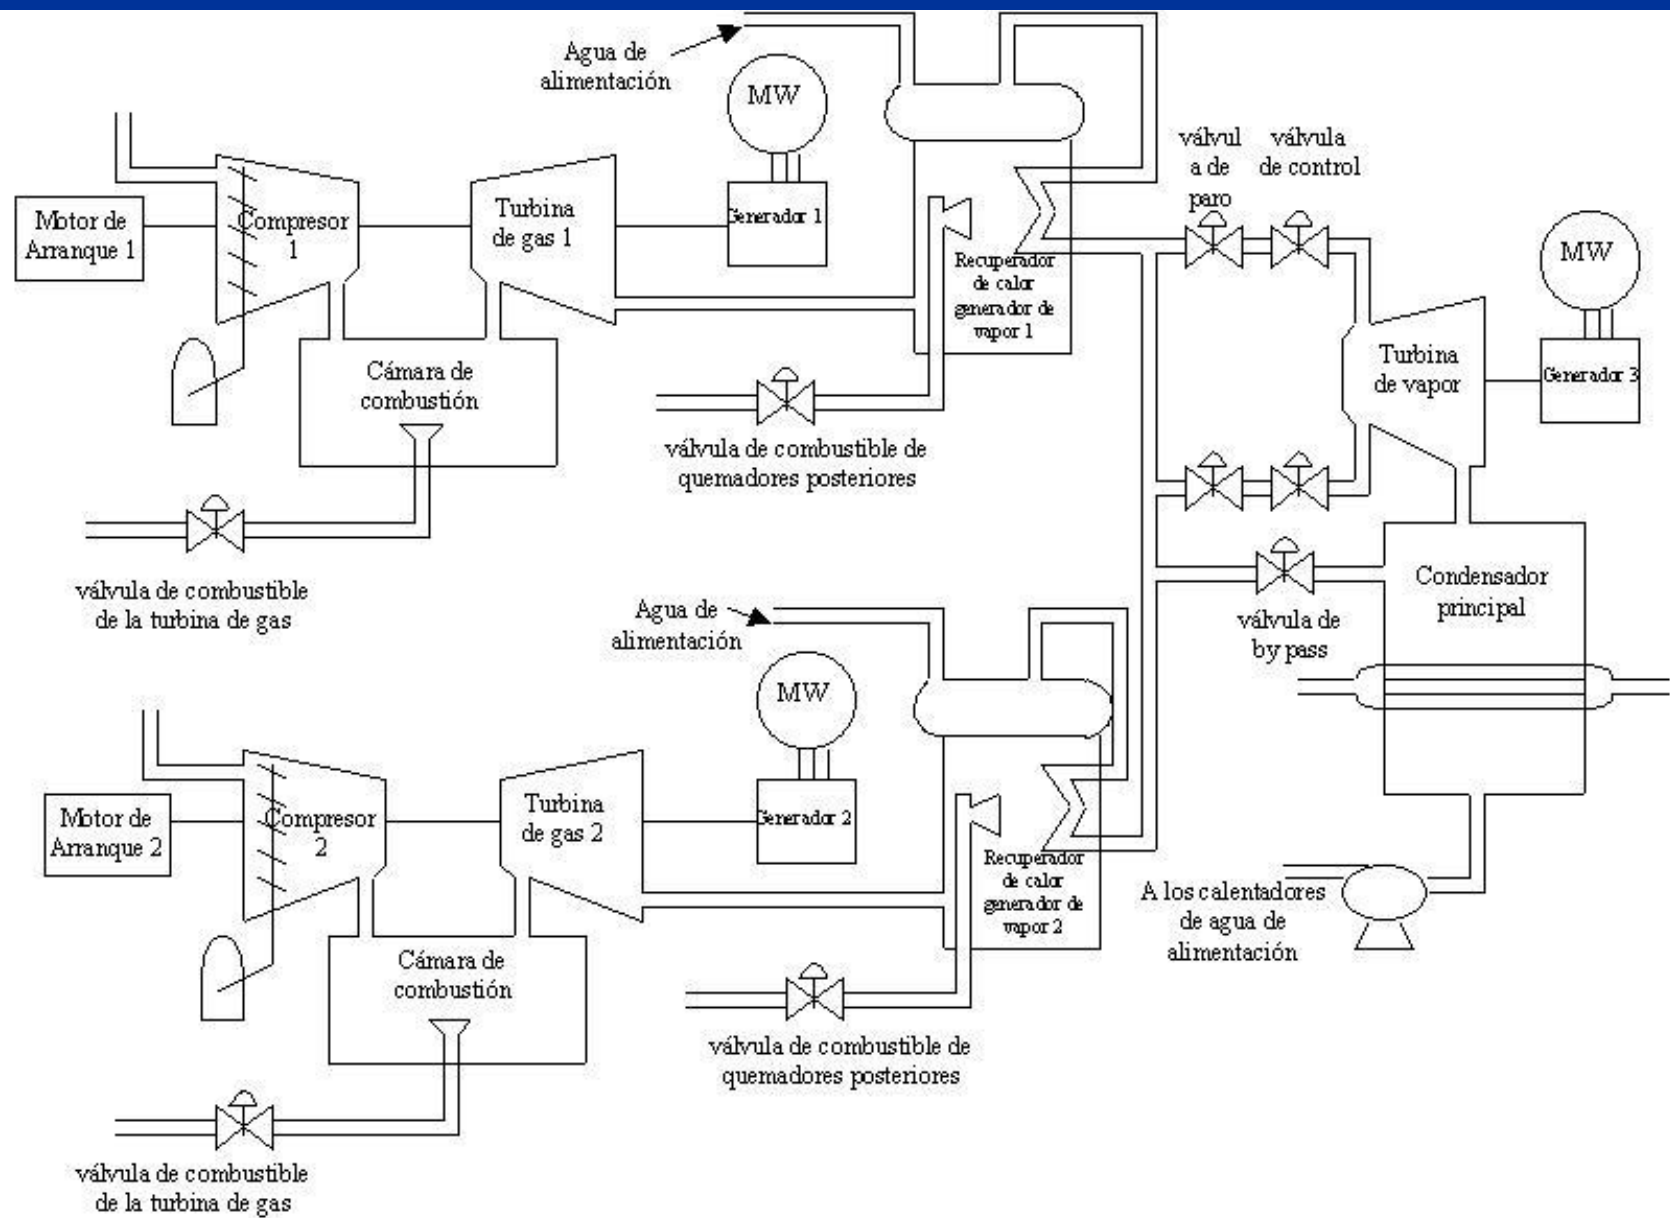 Agua de
alimentación
MW
válvul
a de
paro
válvula
de control
Motor de
Arranque 1
Compresor
1
Turbina
de gas 1
Generador 1
Recuperador
de calor
generador de
vapor 1
MW
Cámara de
combustión
Turbina
de vapor
Generador 3
válvula de combustible de
quemadores posteriores
válvula de combustible
de la turbina de gas
Agua de
alimentación
válvula de
by pass
Condensador
principal
MW
Motor de
Arranque 2
Compresor
2
Turbina
de gas 2
Generador 2
Recuperador
de calor
generador de
vapor 2
A los calentadores
de agua de
alimentación
Cámara de
combustión
válvula de combustible de
quemadores posteriores
válvula de combustible
de la turbina de gas